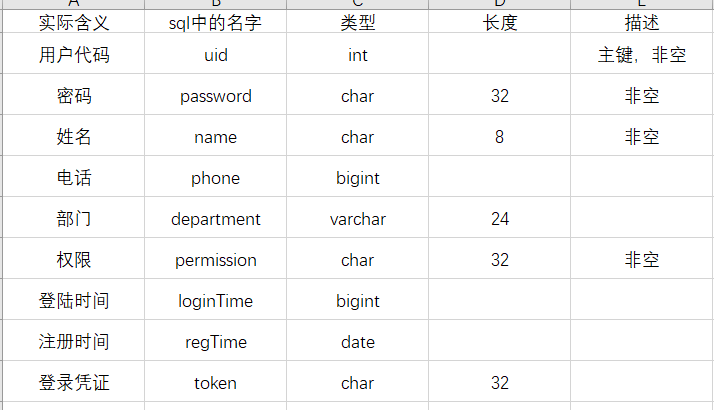 A B C D E
实际含义 sql中的名字 类型 长度 描述
用户代码 uid int 主键，非空
密码 password char 32 非空
姓名 name char 8 非空
电话 phone bigint
部门 department varchar 24
权限 permission char 32 非空
登陆时间 loginTime bigint
注册时间 regTime date
登录凭证 token char 32